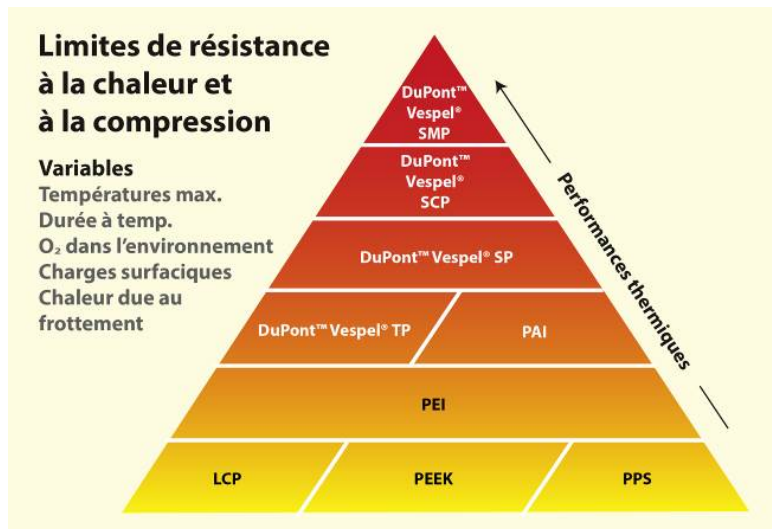 Limites de résistance
à la chaleur et
à la compression
Variables
Températures max.
Durée à temp.
O₂ dans l'environnement
Charges surfaciques
Chaleur due au
frottement
DuPont™
Vespel®
SMP
DuPont™
Vespel®
SCP
DuPont™ Vespel® SP
DuPont™ Vespel® TP
PAI
PEI
LCP
PEEK
PPS
Performances thermiques